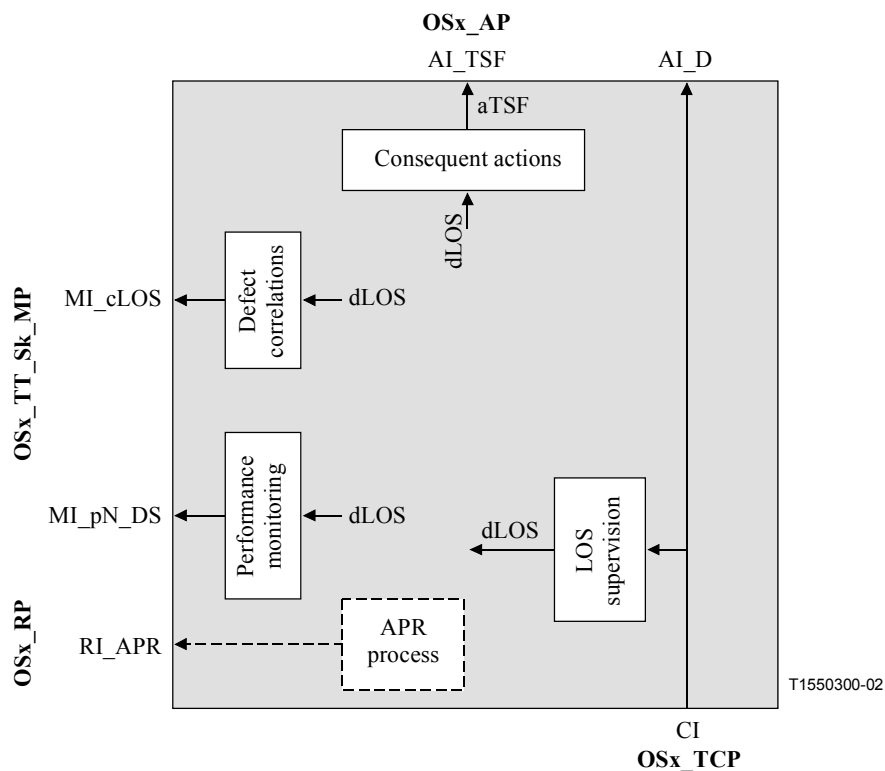 OSx_AP
AI_TSF
AI_D
aTSF
Consequent actions
dLOS
Defect
correlations
MI_cLOS
dLOS
OSx_TT_Sk_MP
Performance
monitoring
MI_pN_DS
dLOS
dLOS
LOS
supervision
OSx_RP
RI_APR
APR
process
T1550300-02
CI
OSx_TCP